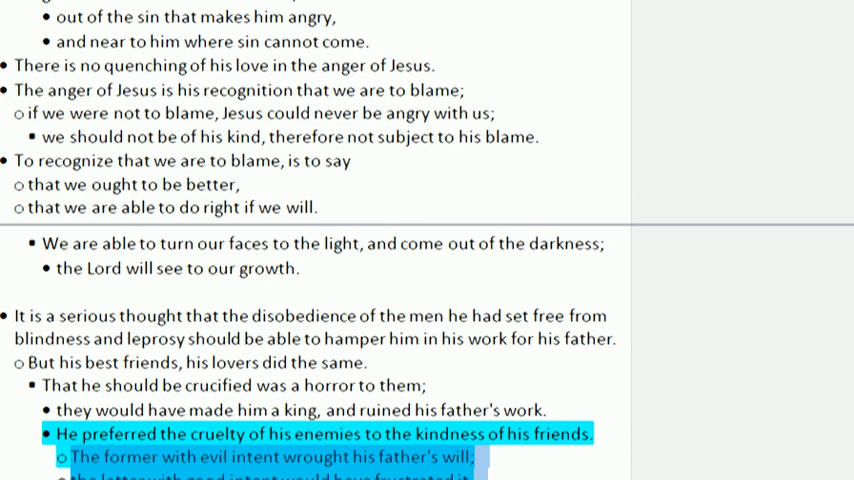 • out of the sin that makes him angry,
• and near to him where sin cannot come.
• There is no quenching of his love in the anger of Jesus.
• The anger of Jesus is his recognition that we are to blame;
o if we were not to blame, Jesus could never be angry with us;
▪ we should not be of his kind, therefore not subject to his blame.
• To recognize that we are to blame, is to say
o that we ought to be better,
o that we are able to do right if we will.
▪ We are able to turn our faces to the light, and come out of the darkness;
• the Lord will see to our growth.
• It is a serious thought that the disobedience of the men he had set free from
blindness and leprosy should be able to hamper him in his work for his father.
o But his best friends, his lovers did the same.
▪ That he should be crucified was a horror to them;
• they would have made him a king, and ruined his father's work.
• He preferred the cruelty of his enemies to the kindness of his friends.
o The former with evil intent wrought his father's will;
o the latter with good intent would have frustrated it.